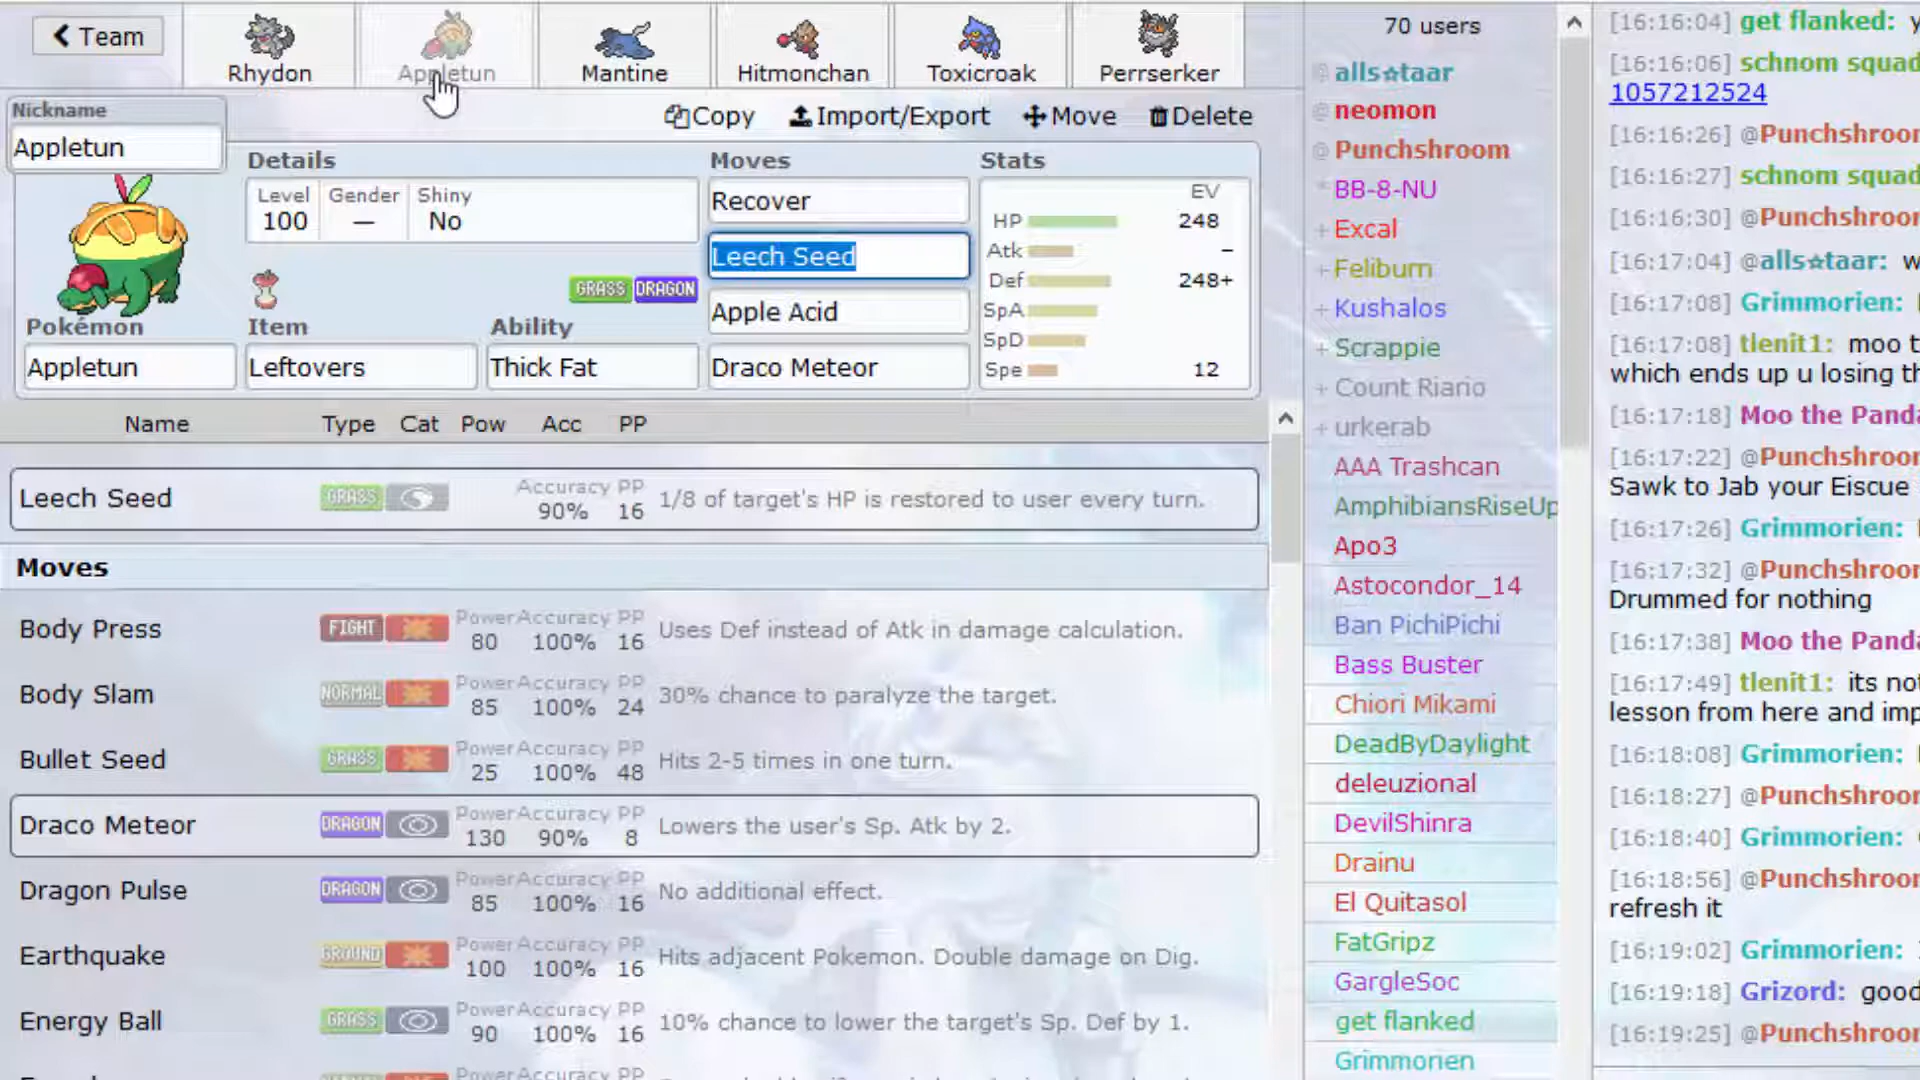 Team
Rhydon
Appletun
Mantine
Hitmonchan
Toxicroak
Perrserker
Copy
Import/Export
Move
Delete
Nickname
Appletun
Details
Level
100
Gender
—
Shiny
No
GRASS DRAGON
Pokémon
Appletun
Item
Leftovers
Ability
Thick Fat
Moves
Recover
Leech Seed
Apple Acid
Draco Meteor
Stats
EV
HP 248
Atk –
Def 248+
SpA
SpD
Spe 12
Name Type Cat Pow Acc PP
Leech Seed GRASS Accuracy 90% PP 16 1/8 of target's HP is restored to user every turn.
Moves
Body Press FIGHT Power 80 Accuracy 100% PP 16 Uses Def instead of Atk in damage calculation.
Body Slam NORMAL Power 85 Accuracy 100% PP 24 30% chance to paralyze the target.
Bullet Seed GRASS Power 25 Accuracy 100% PP 48 Hits 2-5 times in one turn.
Draco Meteor DRAGON Power 130 Accuracy 90% PP 8 Lowers the user's Sp. Atk by 2.
Dragon Pulse DRAGON Power 85 Accuracy 100% PP 16 No additional effect.
Earthquake GROUND Power 100 Accuracy 100% PP 16 Hits adjacent Pokemon. Double damage on Dig.
Energy Ball GRASS Power 90 Accuracy 100% PP 16 10% chance to lower the target's Sp. Def by 1.
70 users
@alls☆taar
@neomon
@Punchshroom
*BB-8-NU
+Excal
+Feliburn
+Kushalos
+Scrappie
+Count Riario
+urkerab
AAA Trashcan
AmphibiansRiseUp
Apo3
Astocondor_14
Ban PichiPichi
Bass Buster
Chiori Mikami
DeadByDaylight
deleuzional
DevilShinra
Drainu
El Quitasol
FatGripz
GargleSoc
get flanked
Grimmorien
[16:16:04] get flanked: y
[16:16:06] schnom squad
1057212524
[16:16:26] @Punchshroom
[16:16:27] schnom squad
[16:16:30] @Punchshroom
[16:17:04] @alls☆taar: w
[16:17:08] Grimmorien:
[16:17:08] tlenit1: moo t
which ends up u losing th
[16:17:18] Moo the Panda
[16:17:22] @Punchshroom
Sawk to Jab your Eiscue
[16:17:26] Grimmorien:
[16:17:32] @Punchshroom
Drummed for nothing
[16:17:38] Moo the Panda
[16:17:49] tlenit1: its not
lesson from here and imp
[16:18:08] Grimmorien:
[16:18:27] @Punchshroom
[16:18:40] Grimmorien:
[16:18:56] @Punchshroom
refresh it
[16:19:02] Grimmorien:
[16:19:18] Grizord: good
[16:19:25] @Punchshroom